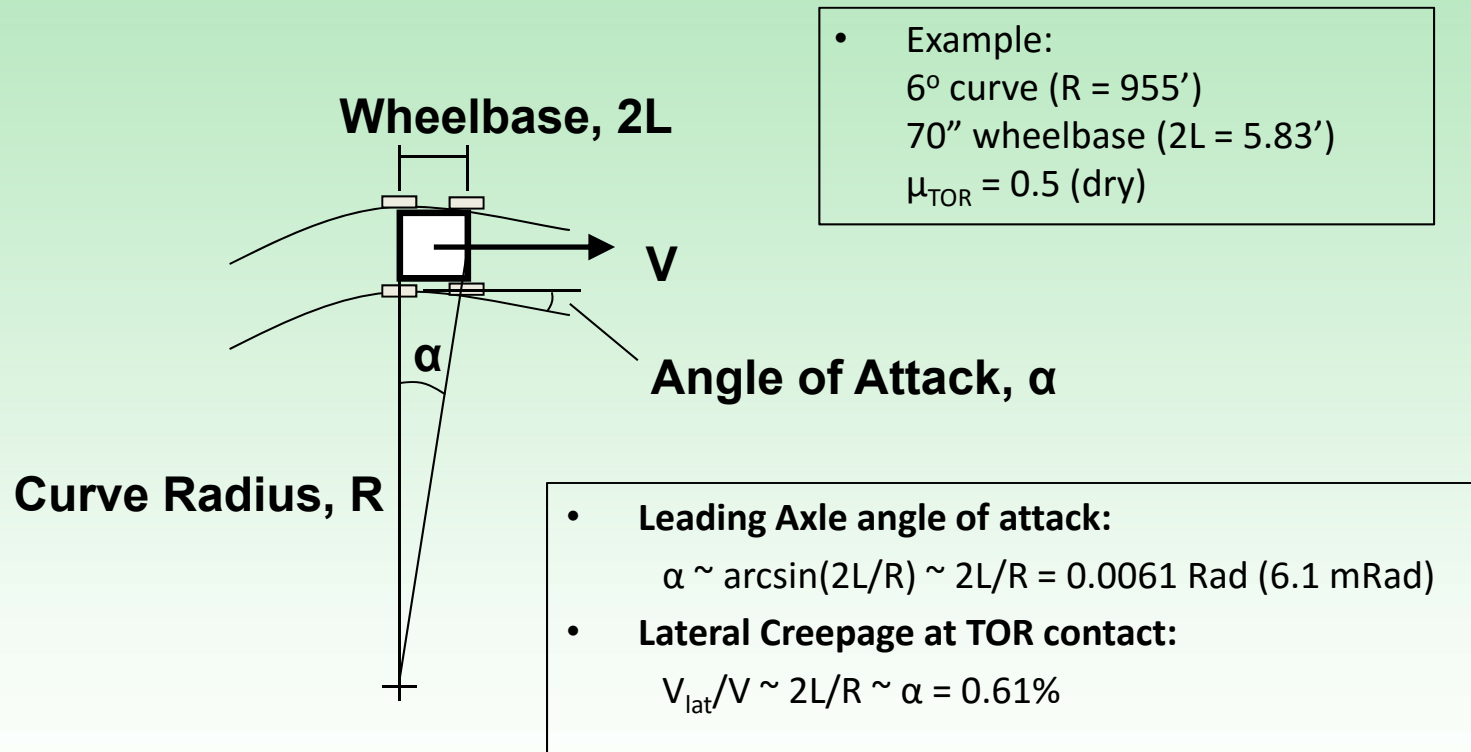 • Example:
6º curve (R = 955’)
70” wheelbase (2L = 5.83’)
μTOR = 0.5 (dry)
Wheelbase, 2L
V
α
Angle of Attack, α
Curve Radius, R
• Leading Axle angle of attack:
α ~ arcsin(2L/R) ~ 2L/R = 0.0061 Rad (6.1 mRad)
• Lateral Creepage at TOR contact:
Vlat/V ~ 2L/R ~ α = 0.61%